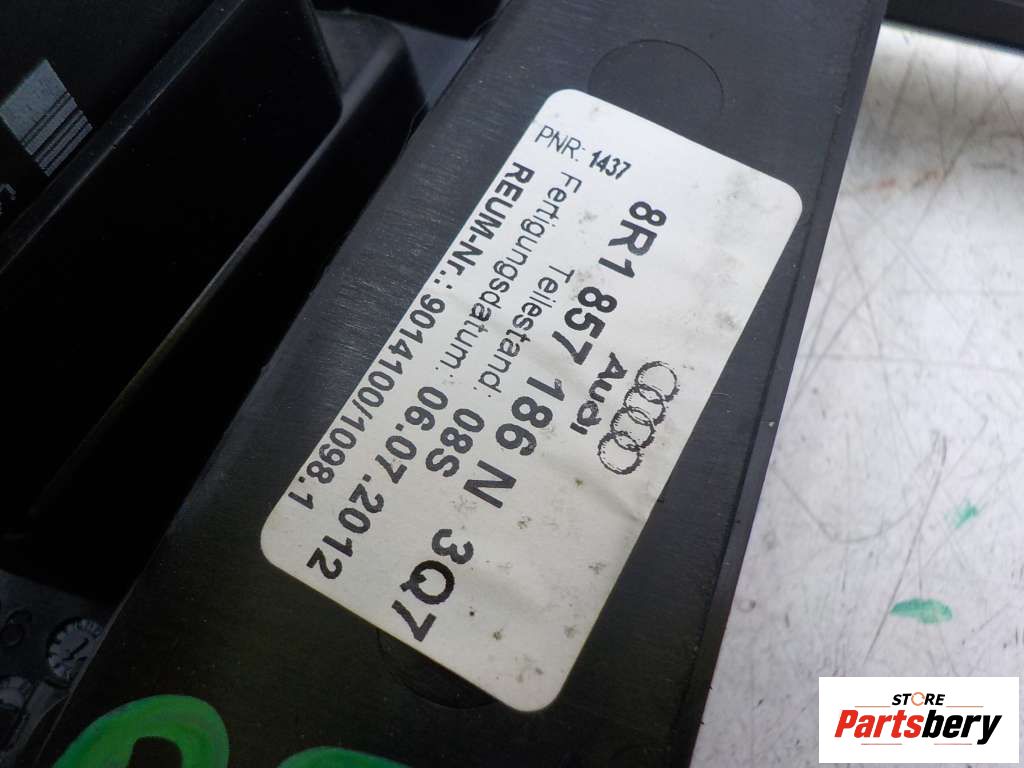 PNR: 1437
Audi
8R1 857 186 N 3Q7
Teilestand: 08S
Fertigungsdatum: 06.07.2012
REUM-Nr.: 9014100/1098.1
STORE
Partsbery